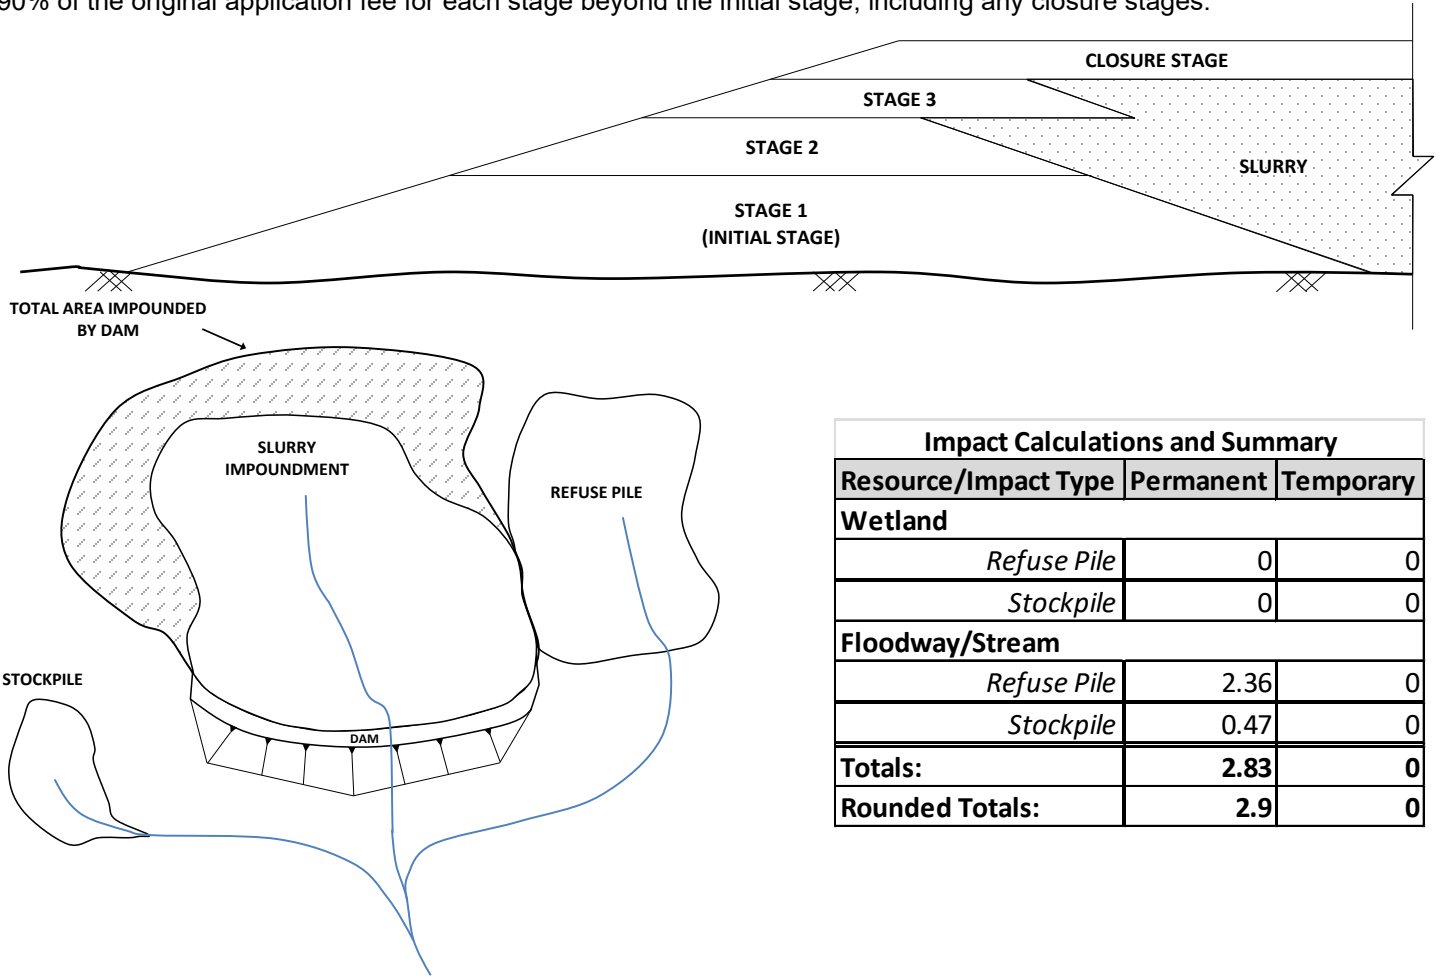 90% of the original application fee for each stage beyond the initial stage, including any closure stages.
CLOSURE STAGE
STAGE 3
STAGE 2
SLURRY
STAGE 1
(INITIAL STAGE)
TOTAL AREA IMPOUNDED
BY DAM
SLURRY
IMPOUNDMENT
REFUSE PILE
STOCKPILE
DAM
Impact Calculations and Summary
Resource/Impact Type Permanent Temporary
Wetland
Refuse Pile 0 0
Stockpile 0 0
Floodway/Stream
Refuse Pile 2.36 0
Stockpile 0.47 0
Totals: 2.83 0
Rounded Totals: 2.9 0